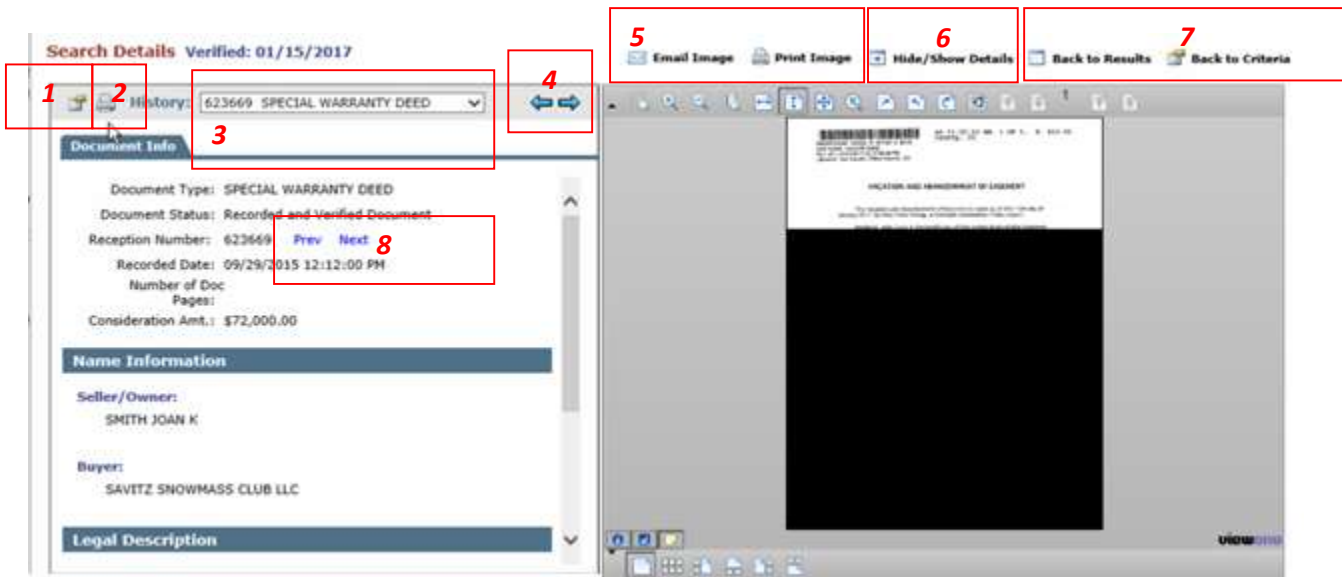 5 6 7
Search Details Verified: 01/15/2017
Email Image Print Image Hide/Show Details Back to Results Back to Criteria
1 2 History: 623669 SPECIAL WARRANTY DEED 4
3
Document Info
Document Type: SPECIAL WARRANTY DEED
Document Status: Recorded and Verified Document
Reception Number: 623669 Prev Next 8
Recorded Date: 09/29/2015 12:12:00 PM
Number of Doc
Pages:
Consideration Amt.: $72,000.00
Name Information
Seller/Owner:
SMITH JOAN K
Buyer:
SAVITZ SNOWMASS CLUB LLC
Legal Description
VACATION AND ABANDONMENT OF EASEMENT
viewone